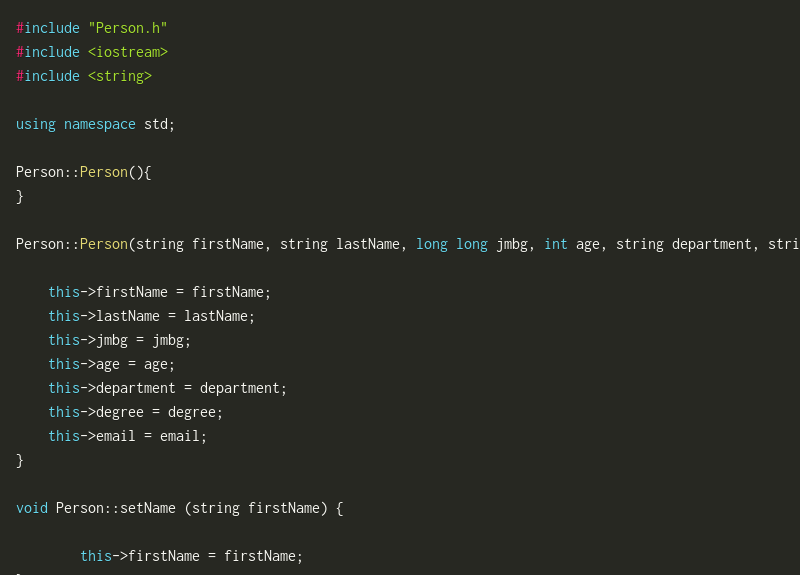 #include "Person.h"
#include <iostream>
#include <string>
using namespace std;
Person::Person(){
}
Person::Person(string firstName, string lastName, long long jmbg, int age, string department, stri
this->firstName = firstName;
this->lastName = lastName;
this->jmbg = jmbg;
this->age = age;
this->department = department;
this->degree = degree;
this->email = email;
}
void Person::setName (string firstName) {
this->firstName = firstName;